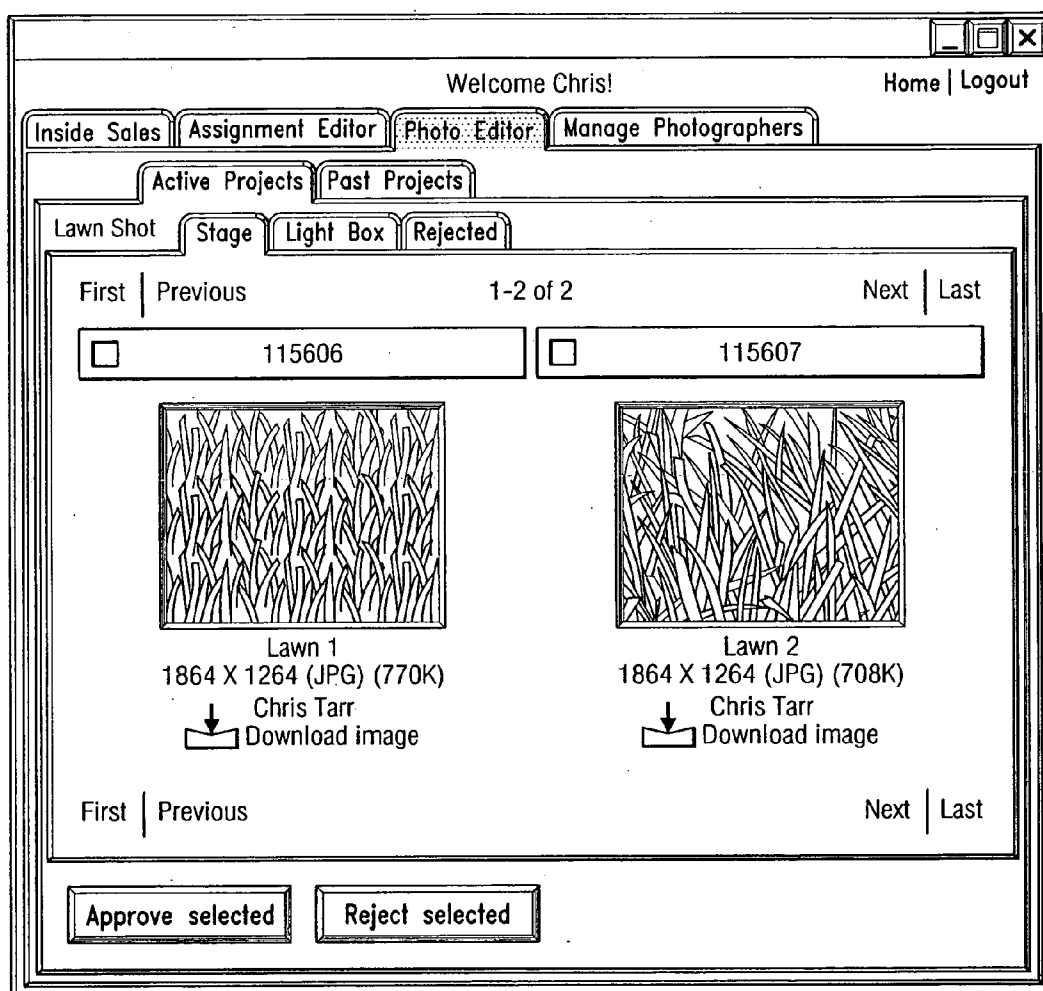 Welcome Chris! Home | Logout
Inside Sales Assignment Editor Photo Editor Manage Photographers
Active Projects Past Projects
Lawn Shot Stage Light Box Rejected
First | Previous 1-2 of 2 Next | Last
115606 115607
Lawn 1 Lawn 2
1864 X 1264 (JPG) (770K) 1864 X 1264 (JPG) (708K)
Chris Tarr Chris Tarr
Download image Download image
First | Previous Next | Last
Approve selected Reject selected